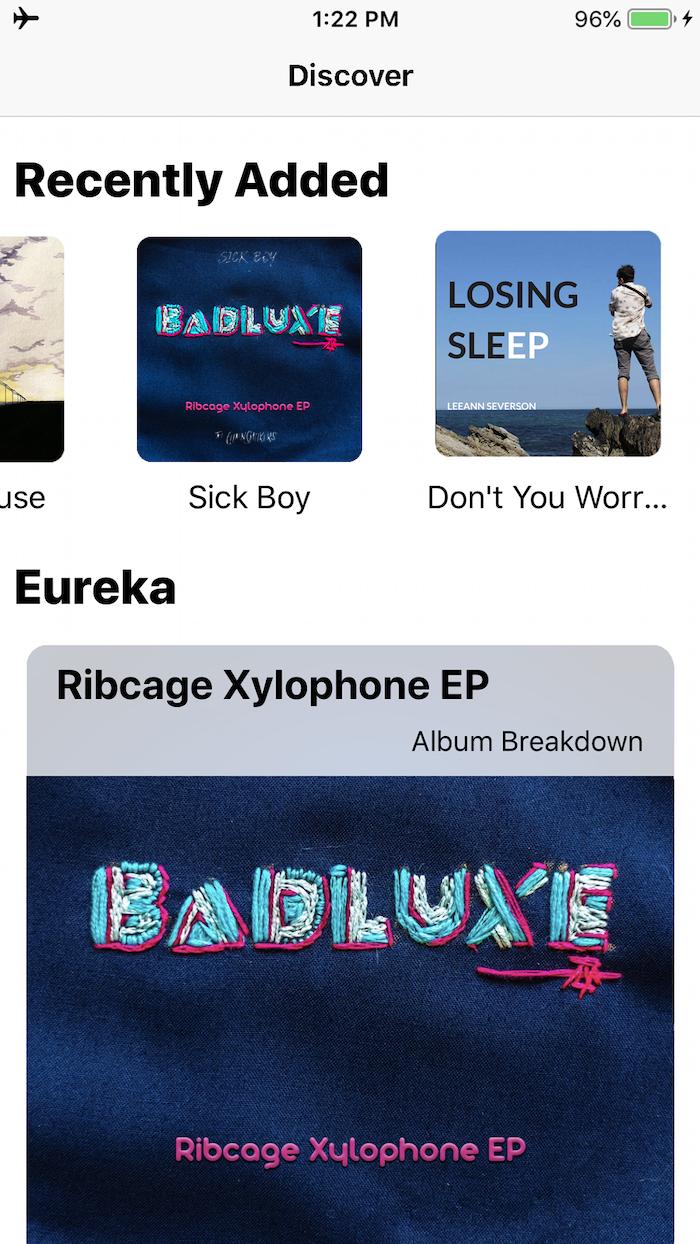 1:22 PM
96%
Discover
Recently Added
SICK BOY
BADLUXE
Ribcage Xylophone EP
LOSING
SLEEP
LEEANN SEVERSON
use
Sick Boy
Don't You Worr...
Eureka
Ribcage Xylophone EP
Album Breakdown
BADLUXE
Ribcage Xylophone EP